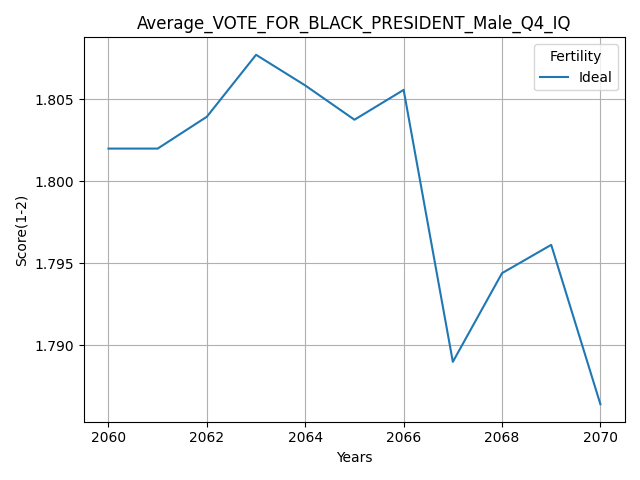 Average_VOTE_FOR_BLACK_PRESIDENT_Male_Q4_IQ
Fertility
Ideal
1.805
1.800
1.795
1.790
Score(1-2)
2060 2062 2064 2066 2068 2070
Years